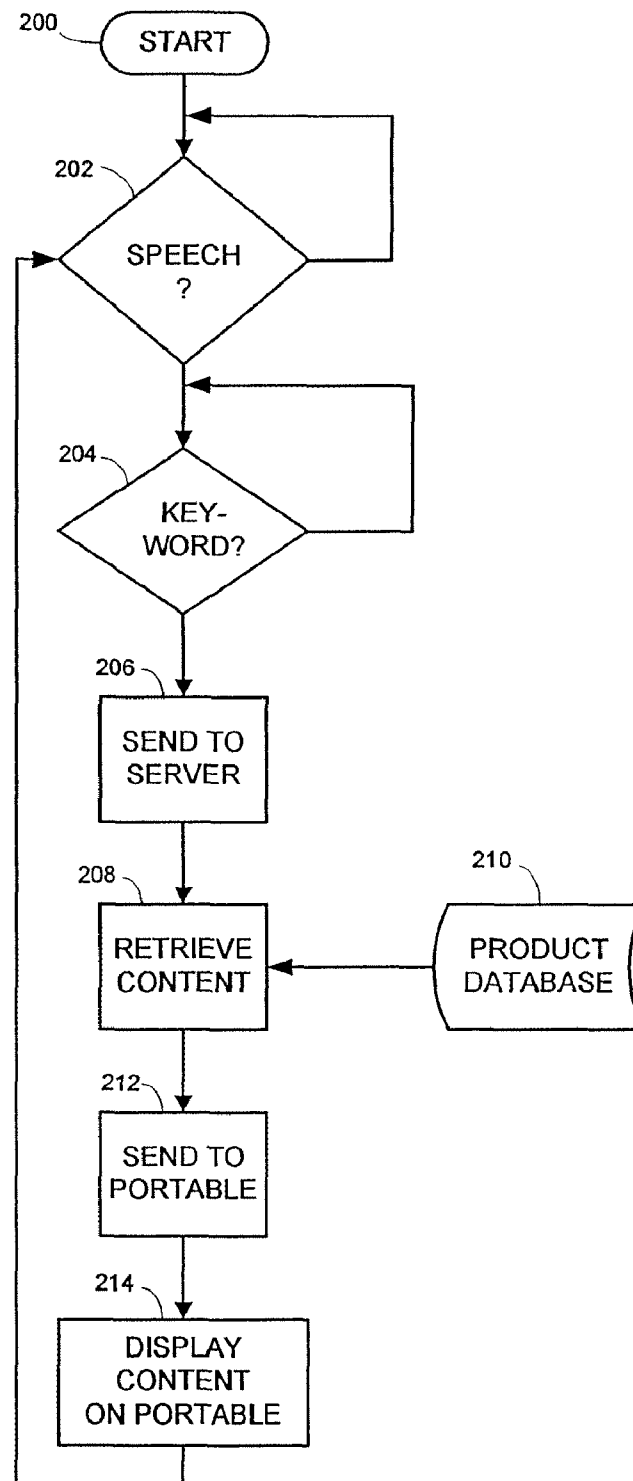 200
START
202
SPEECH
?
204
KEY-
WORD?
206
SEND TO
SERVER
208
RETRIEVE
CONTENT
210
PRODUCT
DATABASE
212
SEND TO
PORTABLE
214
DISPLAY
CONTENT
ON PORTABLE